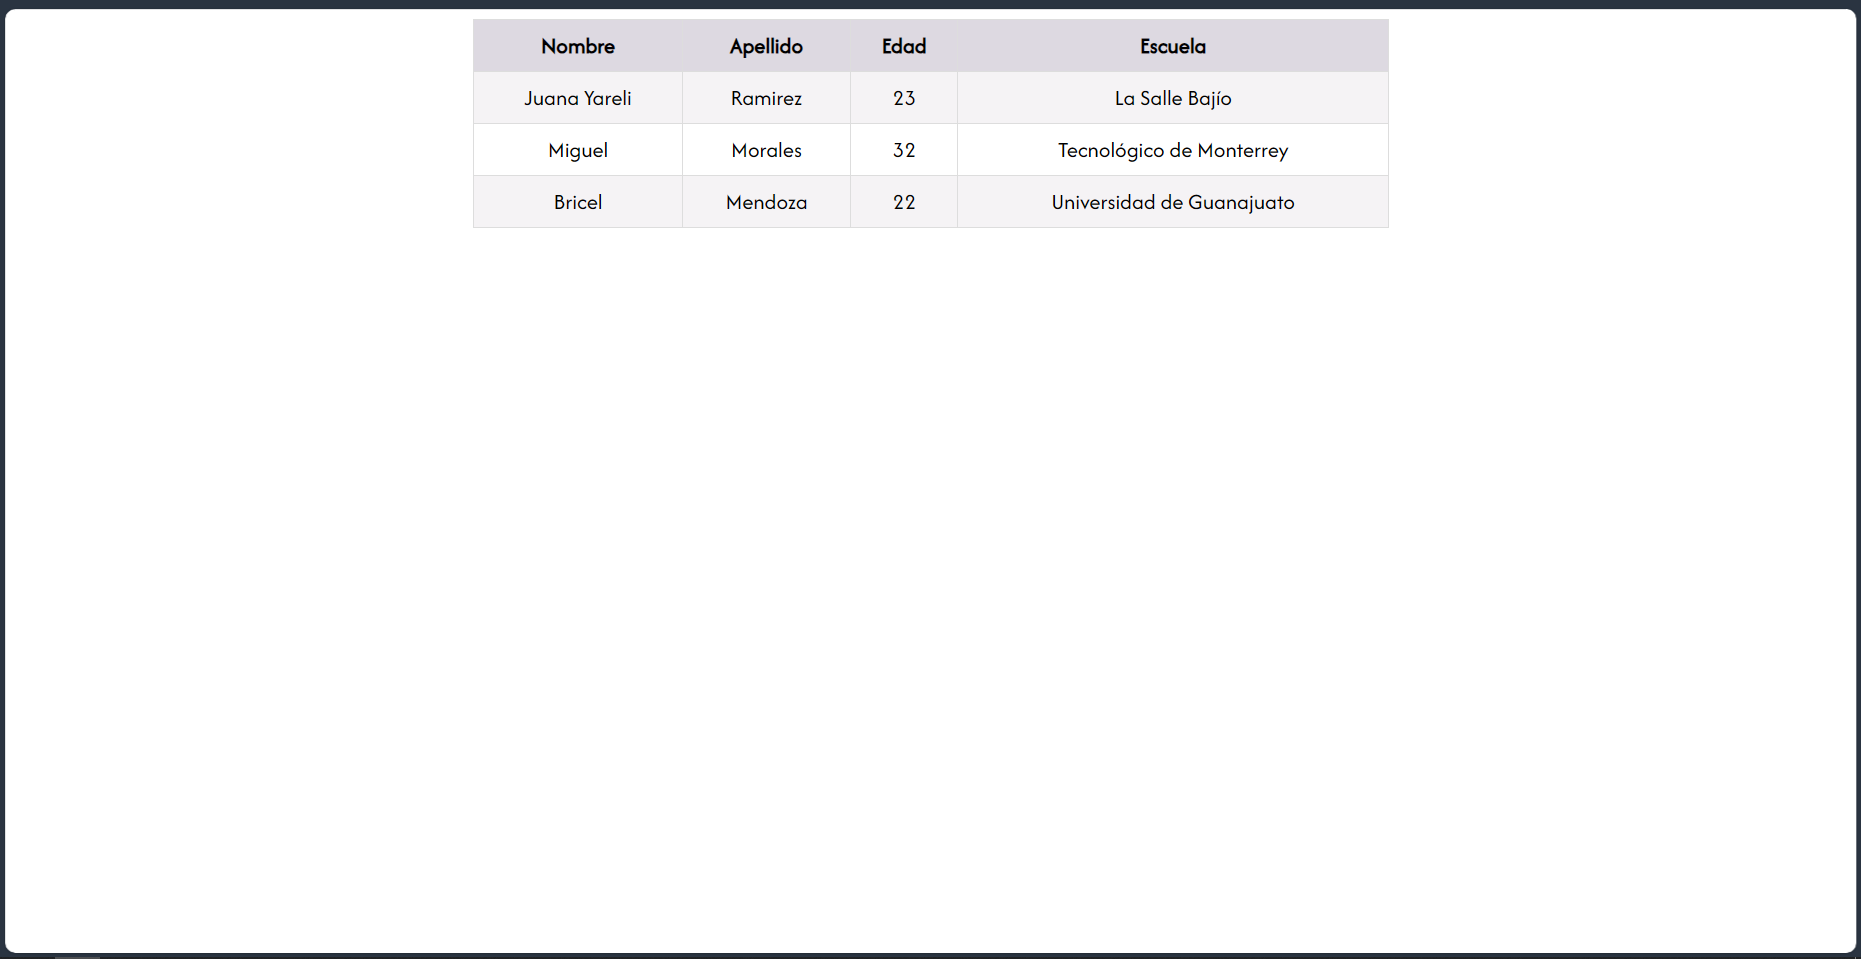 Nombre Apellido Edad Escuela
Juana Yareli Ramirez 23 La Salle Bajío
Miguel Morales 32 Tecnológico de Monterrey
Bricel Mendoza 22 Universidad de Guanajuato